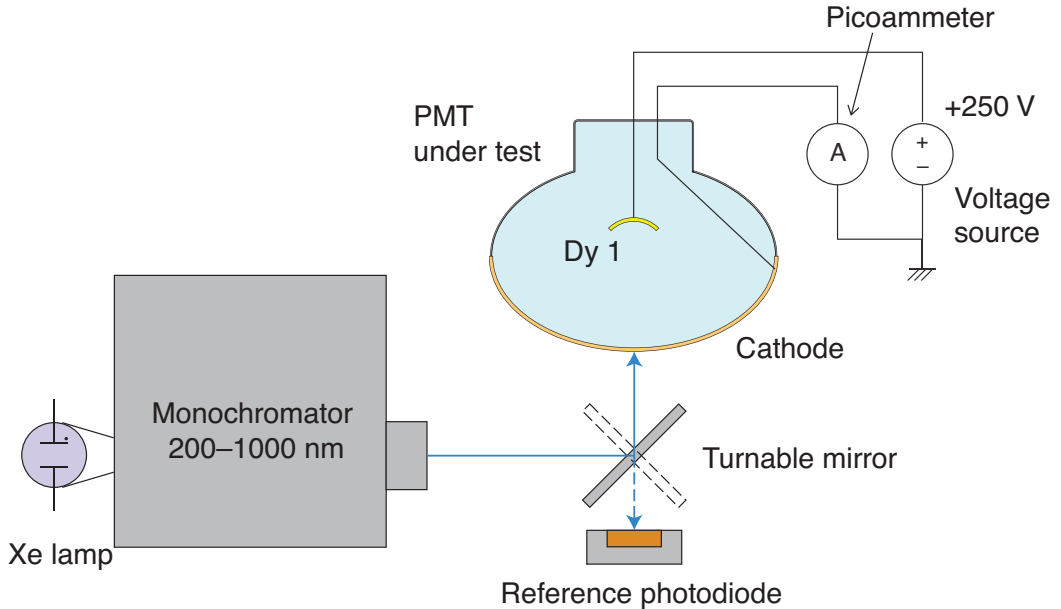 Picoammeter
PMT
under test
+250 V
A
+
–
Voltage
source
Dy 1
Cathode
Monochromator
200–1000 nm
Turnable mirror
Xe lamp
Reference photodiode